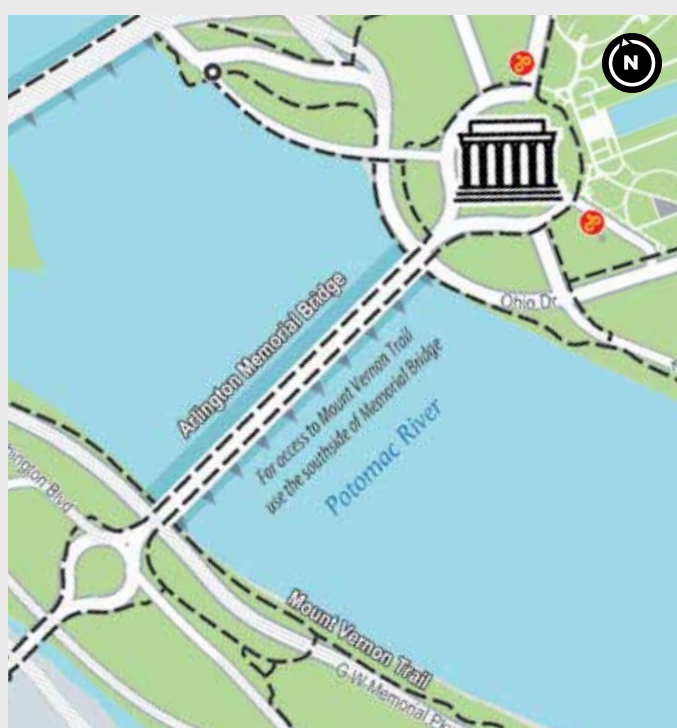 N
Ohio Dr
Arlington Memorial Bridge
For access to Mount Vernon Trail
use the southside of Memorial Bridge
Potomac River
Blvd
Mount Vernon Trail
G W Memorial